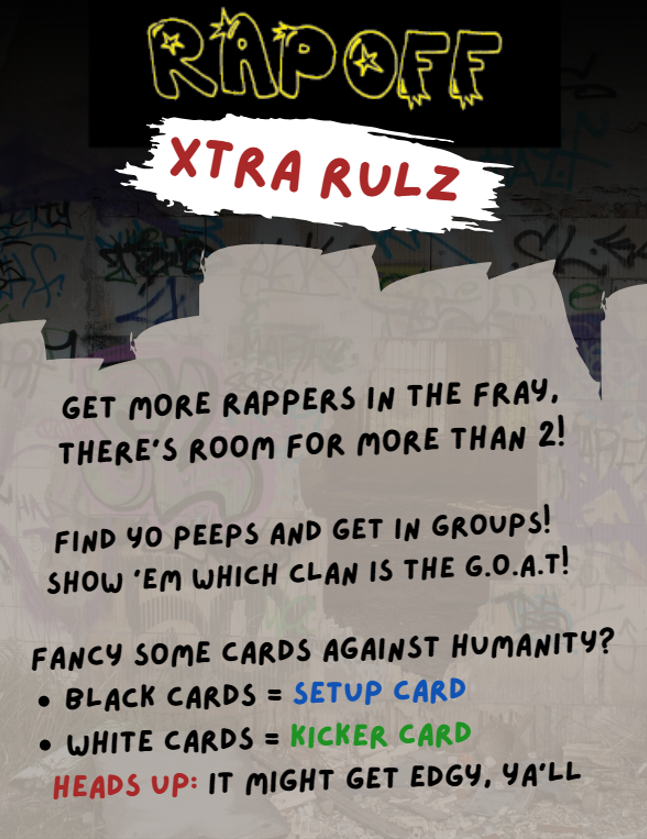 RAP OFF
XTRA RULZ
GET MORE RAPPERS IN THE FRAY,
THERE'S ROOM FOR MORE THAN 2!
FIND YO PEEPS AND GET IN GROUPS!
SHOW 'EM WHICH CLAN IS THE G.O.A.T!
FANCY SOME CARDS AGAINST HUMANITY?
• BLACK CARDS = SETUP CARD
• WHITE CARDS = KICKER CARD
HEADS UP: IT MIGHT GET EDGY, YA'LL